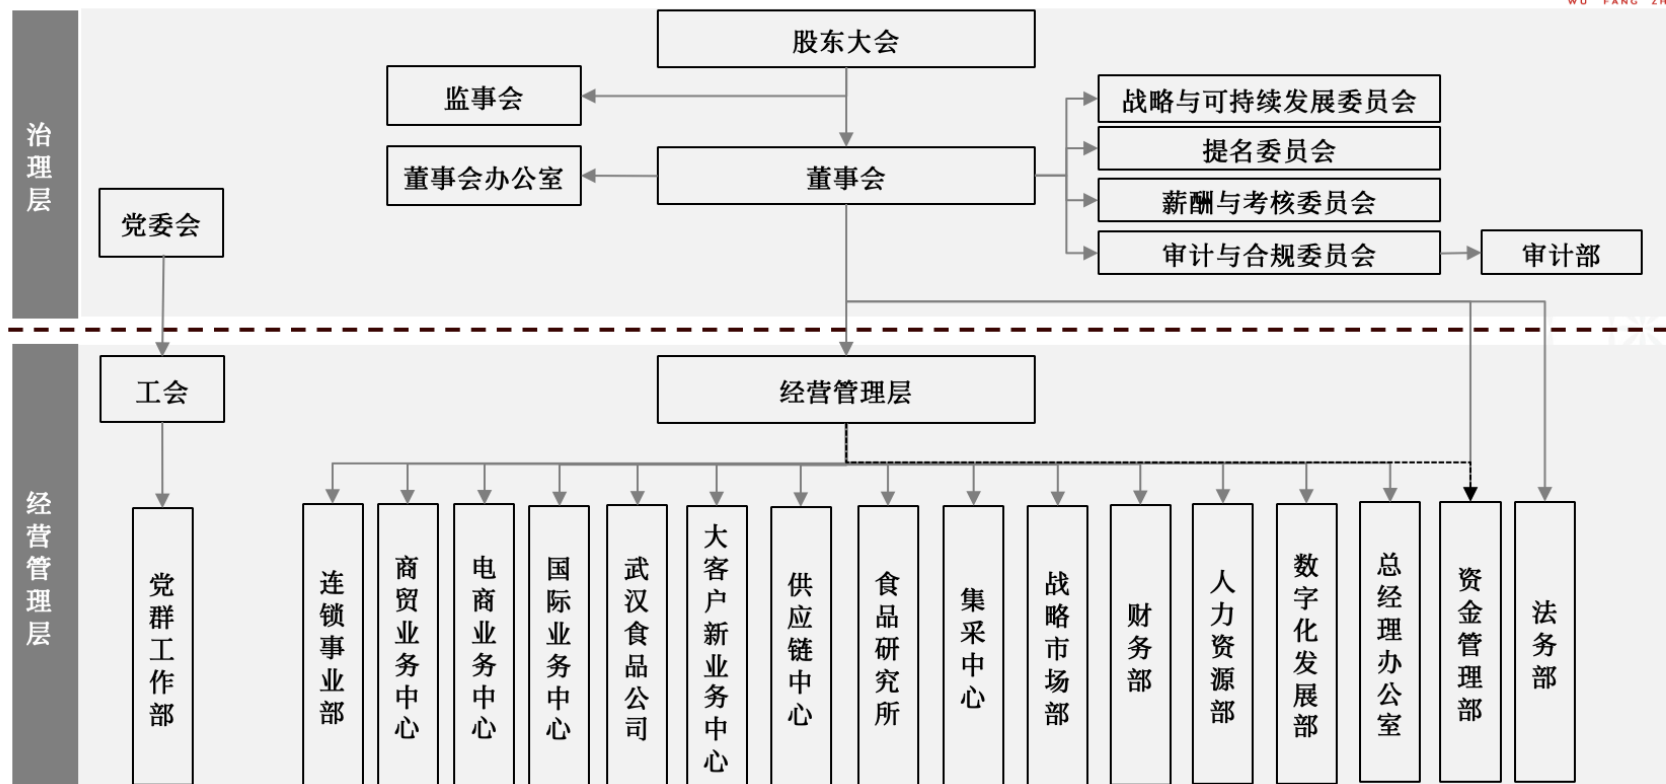 WU FANG ZH
股东大会
监事会
战略与可持续发展委员会
提名委员会
董事会办公室
董事会
薪酬与考核委员会
党委会
审计与合规委员会
审计部
治理层
工会
经营管理层
经营管理层
党群工作部
连锁事业部
商贸业务中心
电商业务中心
国际业务中心
武汉食品公司
大客户新业务中心
供应链中心
食品研究所
集采中心
战略市场部
财务部
人力资源部
数字化发展部
总经理办公室
资金管理部
法务部